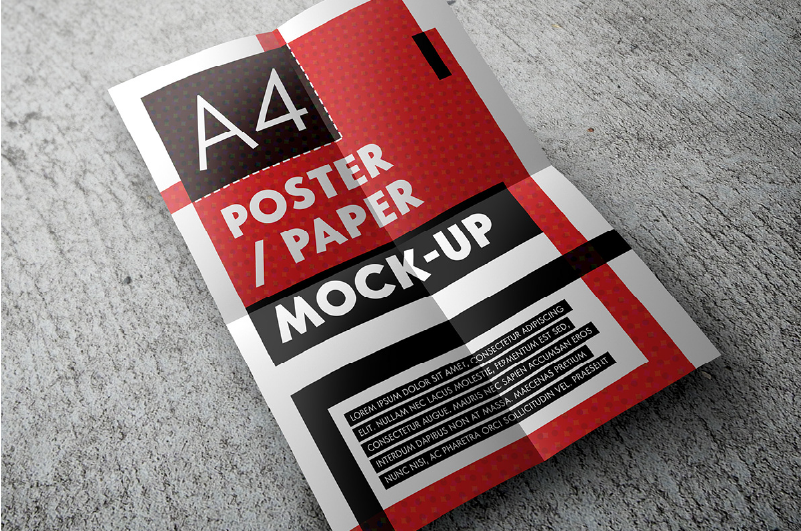 A4
POSTER
/ PAPER
MOCK-UP
LOREM IPSUM DOLOR SIT AMET, CONSECTETUR ADIPISCING
ELIT. NULLAM NEC LACUS MOLESTIE, FERMENTUM EST SED,
CONSECTETUR AUGUE. MAURIS NEC SAPIEN ACCUMSAN EROS
INTERDUM DAPIBUS NON AT MASSA. MAECENAS PRETIUM
NUNC NISI, AC PHARETRA ORCI SOLLICITUDIN VEL. PRAESENT